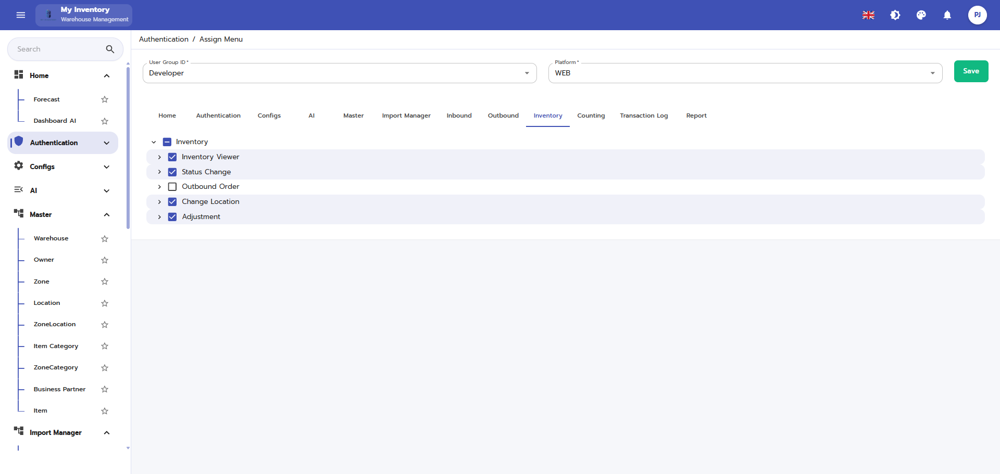 My Inventory
Warehouse Management
PJ
Search
Home
Forecast
Dashboard AI
Authentication
Configs
AI
Master
Warehouse
Owner
Zone
Location
ZoneLocation
Item Category
ZoneCategory
Business Partner
Item
Import Manager
Authentication / Assign Menu
User Group ID *
Developer
Platform *
WEB
Save
Home Authentication Configs AI Master Import Manager Inbound Outbound Inventory Counting Transaction Log Report
Inventory
Inventory Viewer
Status Change
Outbound Order
Change Location
Adjustment